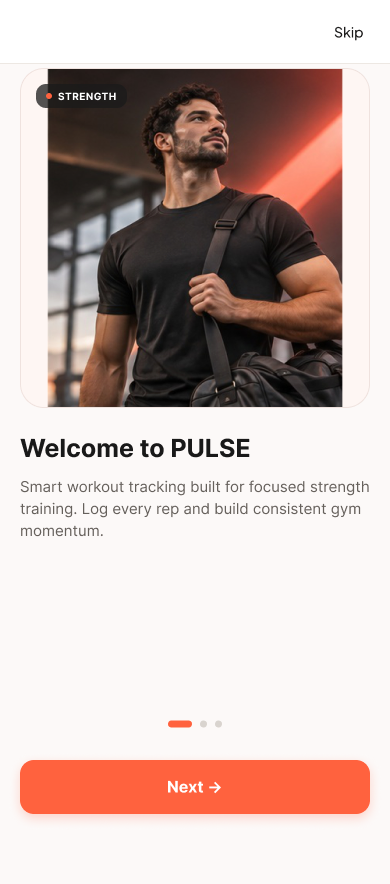 Skip
STRENGTH
Welcome to PULSE
Smart workout tracking built for focused strength
training. Log every rep and build consistent gym
momentum.
Next →